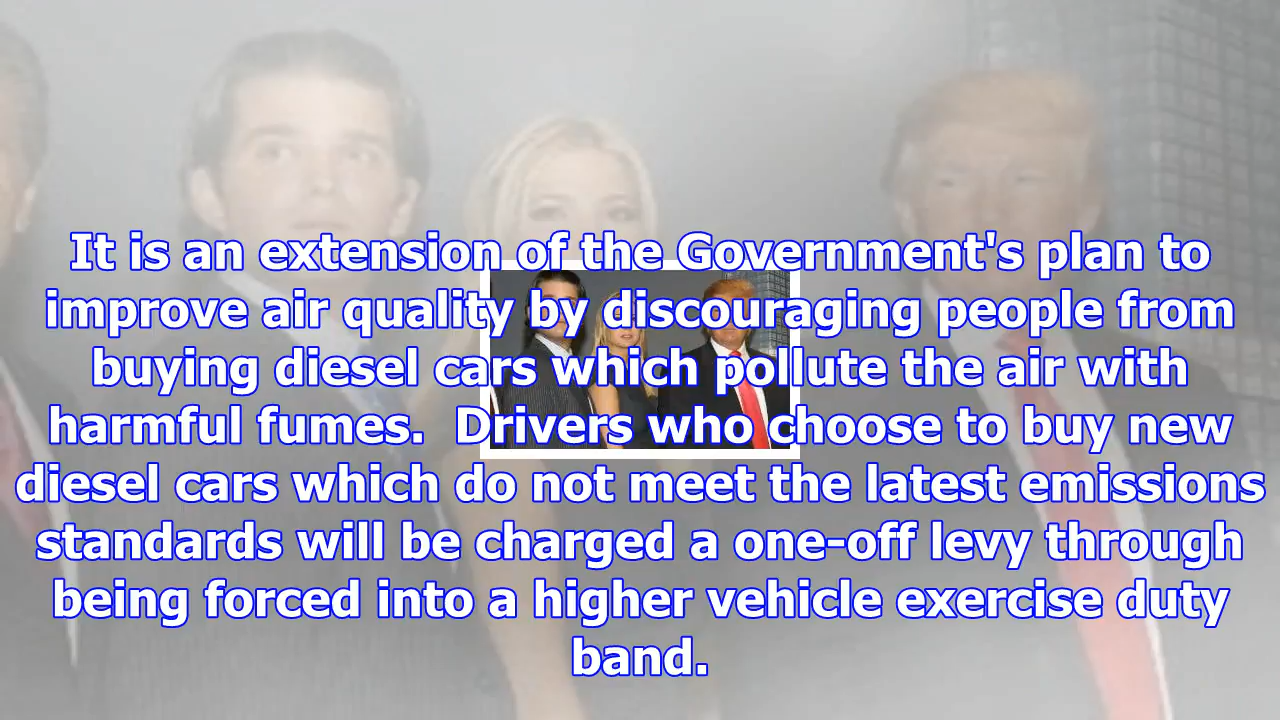 It is an extension of the Government's plan to
improve air quality by discouraging people from
buying diesel cars which pollute the air with
harmful fumes.  Drivers who choose to buy new
diesel cars which do not meet the latest emissions
standards will be charged a one-off levy through
being forced into a higher vehicle exercise duty
band.